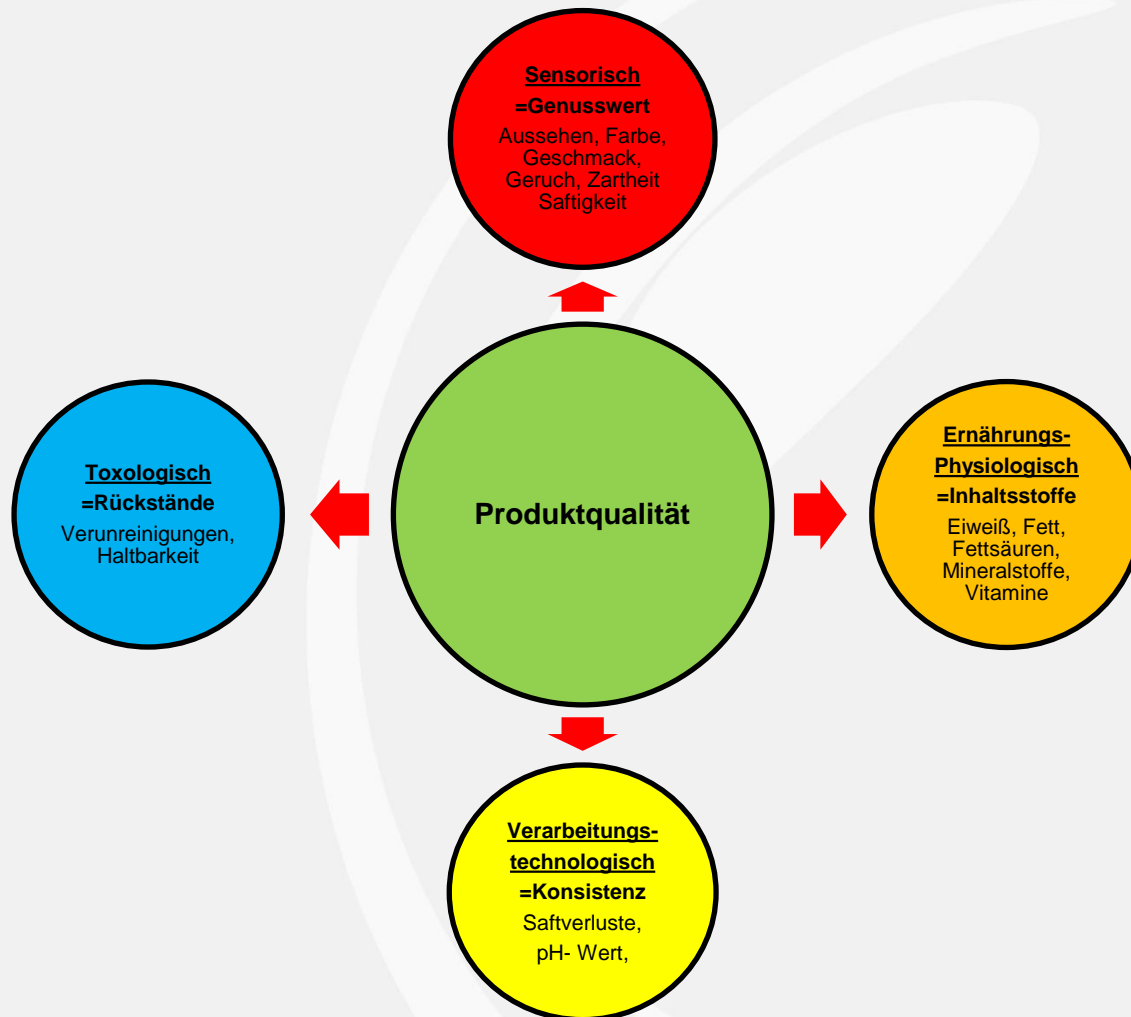 Sensorisch
=Genusswert
Aussehen, Farbe,
Geschmack,
Geruch, Zartheit
Saftigkeit
Toxologisch
=Rückstände
Verunreinigungen,
Haltbarkeit
Produktqualität
Ernährungs-
Physiologisch
=Inhaltsstoffe
Eiweiß, Fett,
Fettsäuren,
Mineralstoffe,
Vitamine
Verarbeitungs-
technologisch
=Konsistenz
Saftverluste,
pH- Wert,